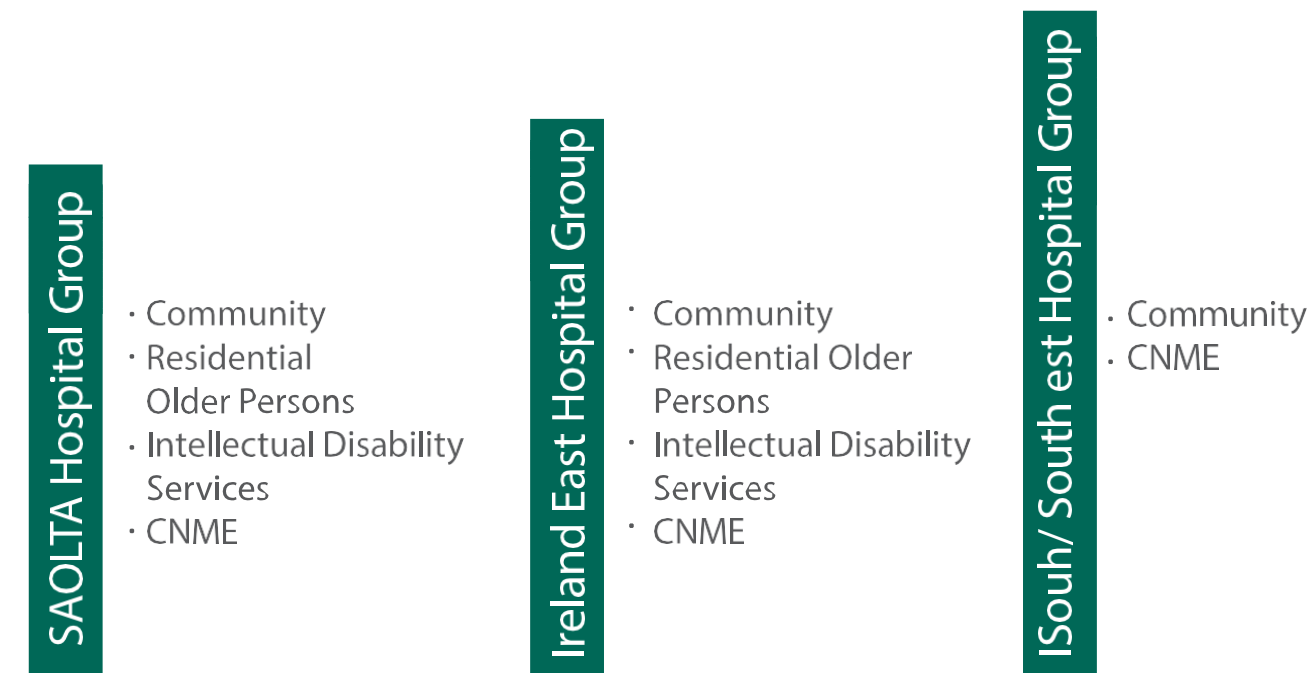 SAOLTA Hospital Group
· Community
· Residential
Older Persons
· Intellectual Disability
Services
· CNME
Ireland East Hospital Group
· Community
· Residential Older
Persons
· Intellectual Disability
Services
· CNME
ISouh/ South est Hospital Group
· Community
· CNME